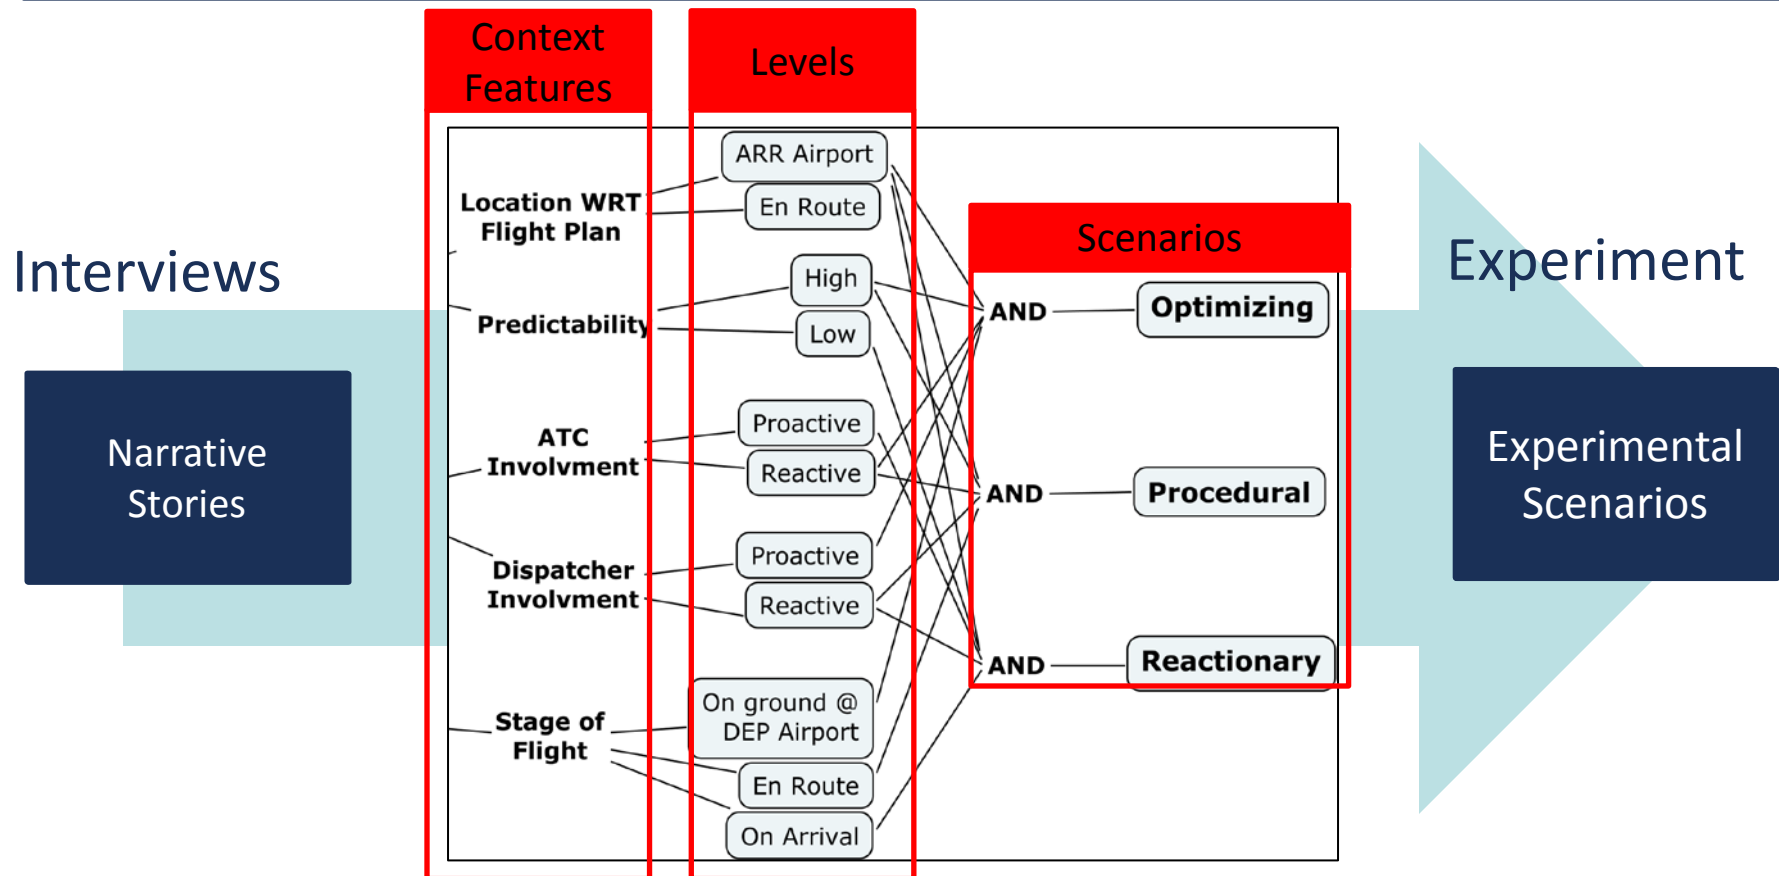 Context
Features
Levels
Scenarios
Interviews
Experiment
Narrative
Stories
Experimental
Scenarios
Location WRT
Flight Plan
ARR Airport
En Route
Predictability
High
Low
ATC
Involvment
Proactive
Reactive
Dispatcher
Involvment
Proactive
Reactive
Stage of
Flight
On ground @
DEP Airport
En Route
On Arrival
AND
Optimizing
AND
Procedural
AND
Reactionary